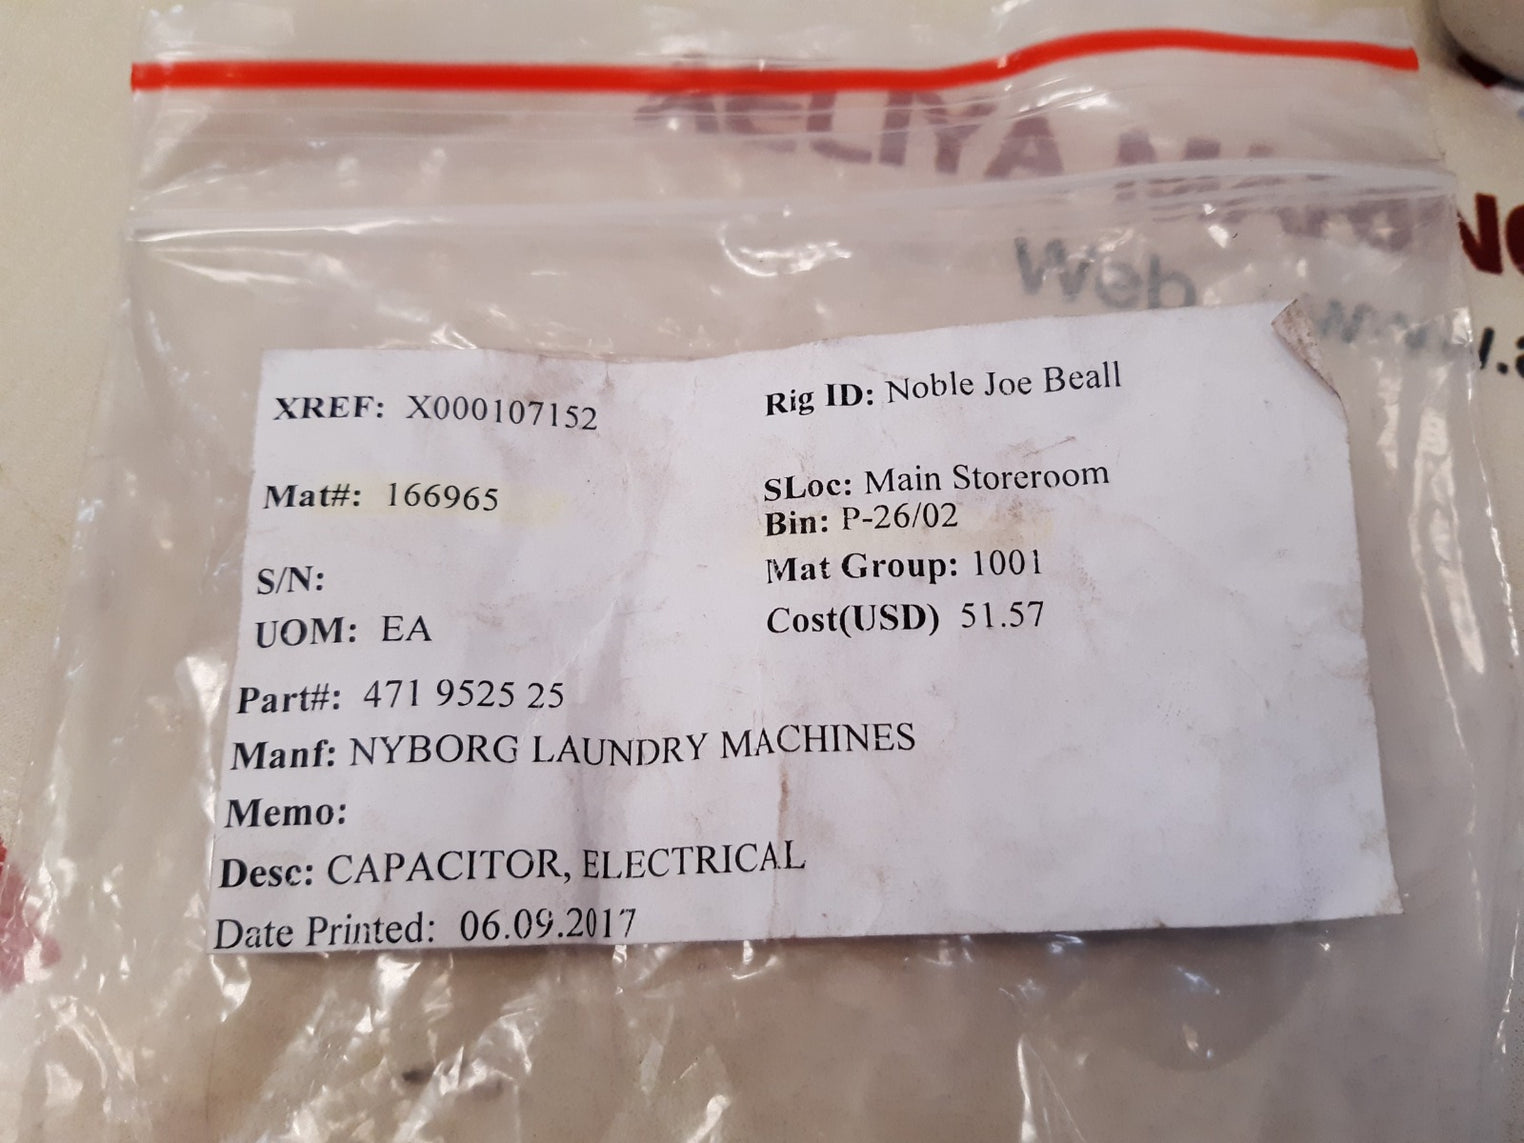 AELIYA MARINE
Web
XREF: X000107152
Rig ID: Noble Joe Beall
Mat#: 166965
SLoc: Main Storeroom
Bin: P-26/02
S/N:
Mat Group: 1001
UOM: EA
Cost(USD) 51.57
Part#: 471 9525 25
Manf: NYBORG LAUNDRY MACHINES
Memo:
Desc: CAPACITOR, ELECTRICAL
Date Printed: 06.09.2017